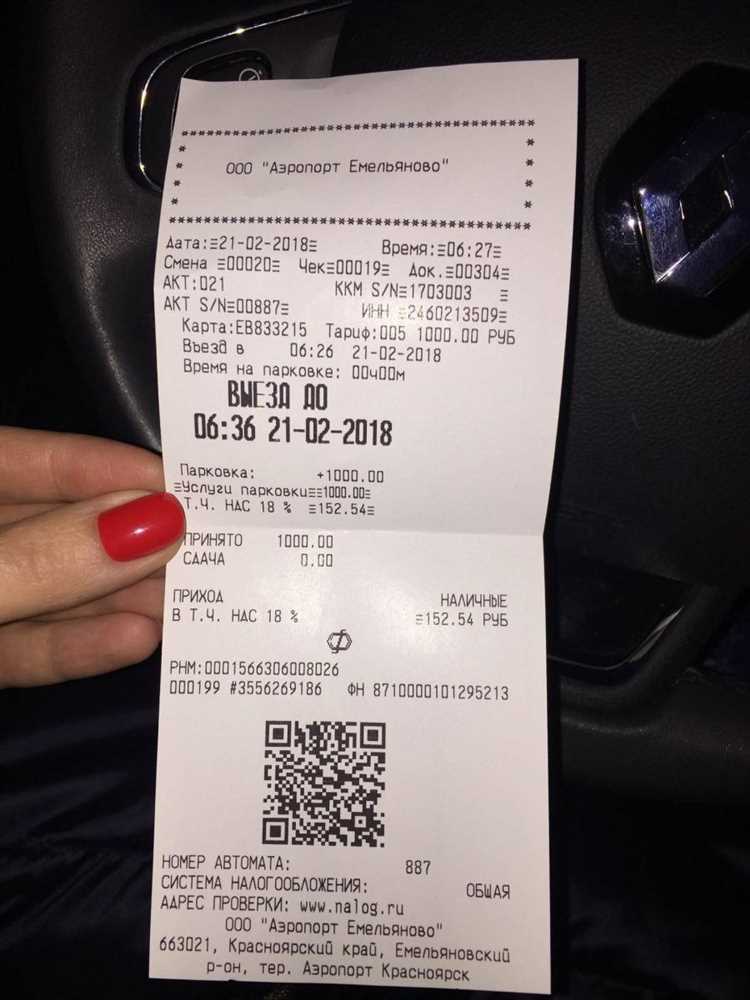 ************************************
* *
* ООО "Аэропорт Емельяново" *
* *
************************************
Дата:≡21-02-2018≡ Время:≡06:27≡
Смена ≡00020≡ Чек≡00019≡ Док.≡00304≡
АКТ:021 ККМ S/N≡1703003 ≡
АКТ S/N≡00887≡ ИНН ≡2460213509≡
Карта:EB833215 Тариф:005 1000.00 РУБ
Въезд в 06:26 21-02-2018
Время на парковке: 00ч00м
ВЫЕЗД ДО
06:36 21-02-2018
Парковка: +1000.00
≡Услуги парковки≡≡1000.00≡
Т.Ч. НДС 18 % ≡152.54≡
ПРИНЯТО 1000.00
СДАЧА 0.00
ПРИХОД НАЛИЧНЫЕ
В Т.Ч. НДС 18 % ≡152.54 РУБ
РНМ:0001566306008026
000199 #3556269186 ФН 8710000101295213
НОМЕР АВТОМАТА: 887
СИСТЕМА НАЛОГООБЛОЖЕНИЯ: ОБЩАЯ
АДРЕС ПРОВЕРКИ: www.nalog.ru
ООО "Аэропорт Емельяново"
663021, Красноярский край, Емельяновский
р-он, тер. Аэропорт Красноярск